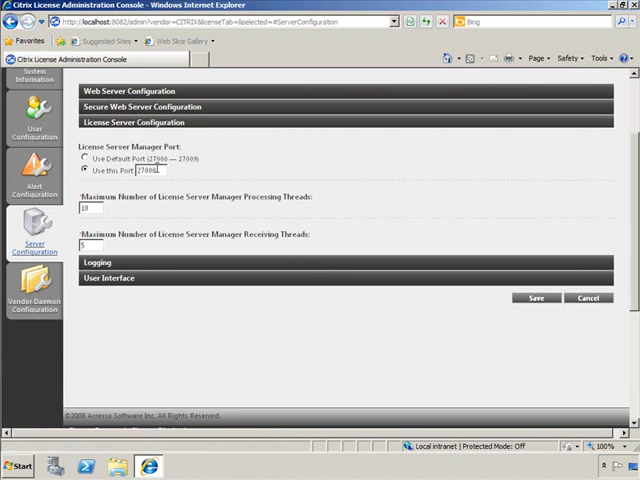 Citrix License Administration Console - Windows Internet Explorer
http://localhost:8082/admin?vendor=CITRIX&licenseTab=&selected=#ServerConfiguration
Bing
Favorites
Suggested Sites
Web Slice Gallery
Citrix License Administration Console
Page
Safety
Tools
System
Information
User
Configuration
Alert
Configuration
Server
Configuration
Vendor Daemon
Configuration
Web Server Configuration
Secure Web Server Configuration
License Server Configuration
License Server Manager Port:
Use Default Port (27000 — 27009)
Use this Port 27000
*Maximum Number of License Server Manager Processing Threads:
10
*Maximum Number of License Server Manager Receiving Threads:
5
Logging
User Interface
Save
Cancel
©2008 Acresso Software Inc. All Rights Reserved.
Local intranet | Protected Mode: Off
100%
Start